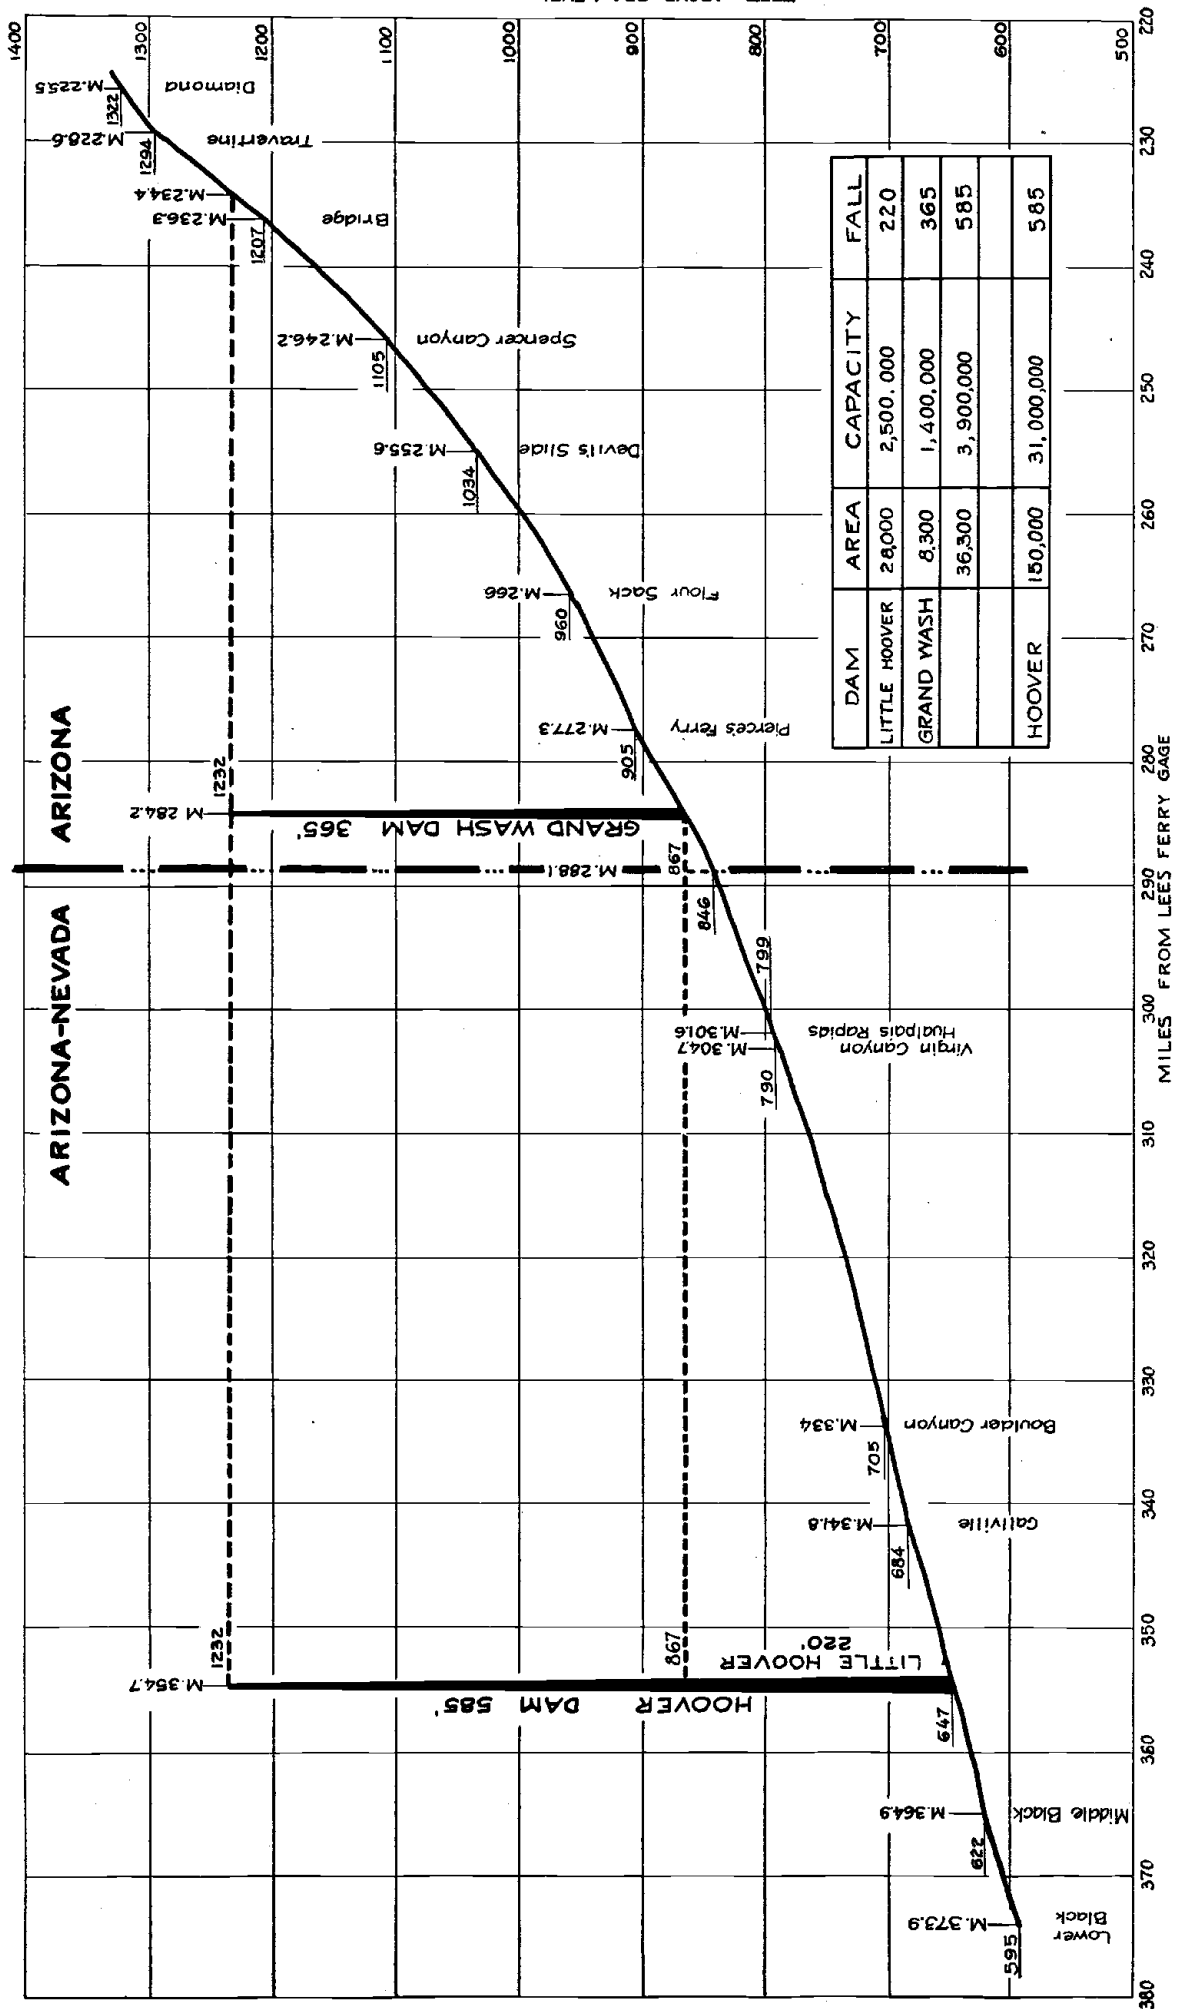 ARIZONA-NEVADA
ARIZONA
1400
1300
1200
1100
1000
900
800
700
600
500
M.354.7
1232
HOOVER DAM 585'
LITTLE HOOVER
220'
867
647
M.284.2
1232
GRAND WASH DAM 365'
867
M.288.1
846
M.373.9
595
Lower
Black
M.364.9
622
Middle Black
M.341.8
684
Callville
M.334
705
Boulder Canyon
M.304.7
790
Virgin Canyon
M.301.6
799
Hualpais Rapids
M.277.3
905
Pierces Ferry
M.266
960
Flour Sack
M.255.6
1034
Devil's Slide
M.246.2
1105
Spencer Canyon
M.236.3
1207
Bridge
M.234.4
M.228.6
1294
Travertine
M.225.5
1322
Diamond
DAM AREA CAPACITY FALL
LITTLE HOOVER 28,000 2,500,000 220
GRAND WASH 8,300 1,400,000 365
36,300 3,900,000 585
HOOVER 150,000 31,000,000 585
380 370 360 350 340 330 320 310 300 290 280 270 260 250 240 230 220
MILES FROM LEES FERRY GAGE